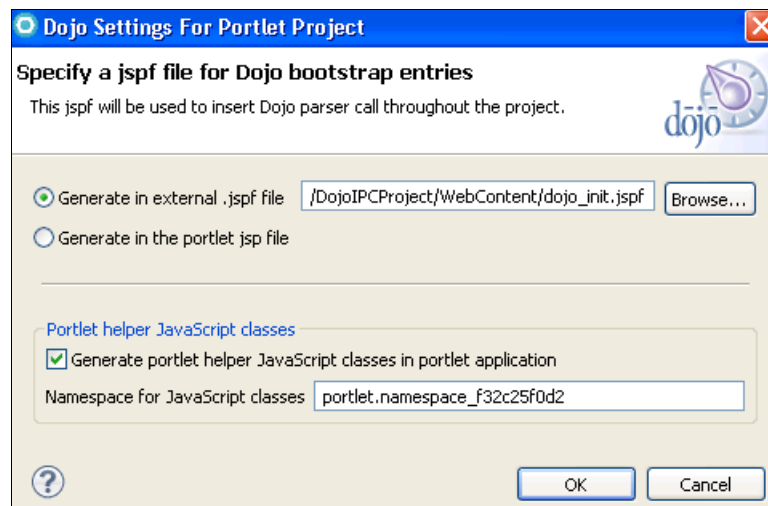 Dojo Settings For Portlet Project
Specify a jspf file for Dojo bootstrap entries
This jspf will be used to insert Dojo parser call throughout the project.
dōjō
Generate in external .jspf file /DojoIPCProject/WebContent/dojo_init.jspf Browse...
Generate in the portlet jsp file
Portlet helper JavaScript classes
Generate portlet helper JavaScript classes in portlet application
Namespace for JavaScript classes portlet.namespace_f32c25f0d2
? OK Cancel